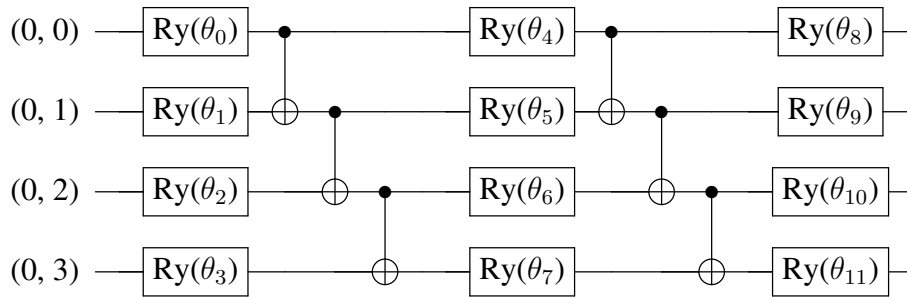 (0, 0) Ry(θ₀) Ry(θ₄) Ry(θ₈)
(0, 1) Ry(θ₁) Ry(θ₅) Ry(θ₉)
(0, 2) Ry(θ₂) Ry(θ₆) Ry(θ₁₀)
(0, 3) Ry(θ₃) Ry(θ₇) Ry(θ₁₁)